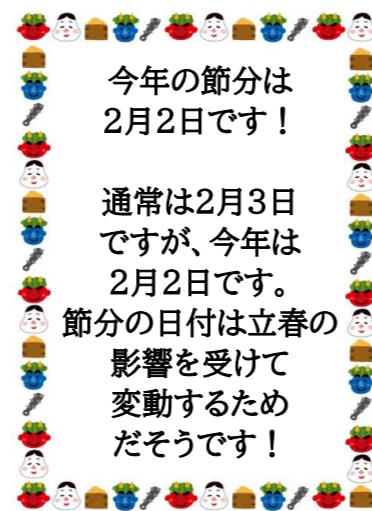 今年の節分は
2月2日です！
通常は2月3日
ですが、今年は
2月2日です。
節分の日付は立春の
影響を受けて
変動するため
だそうです！